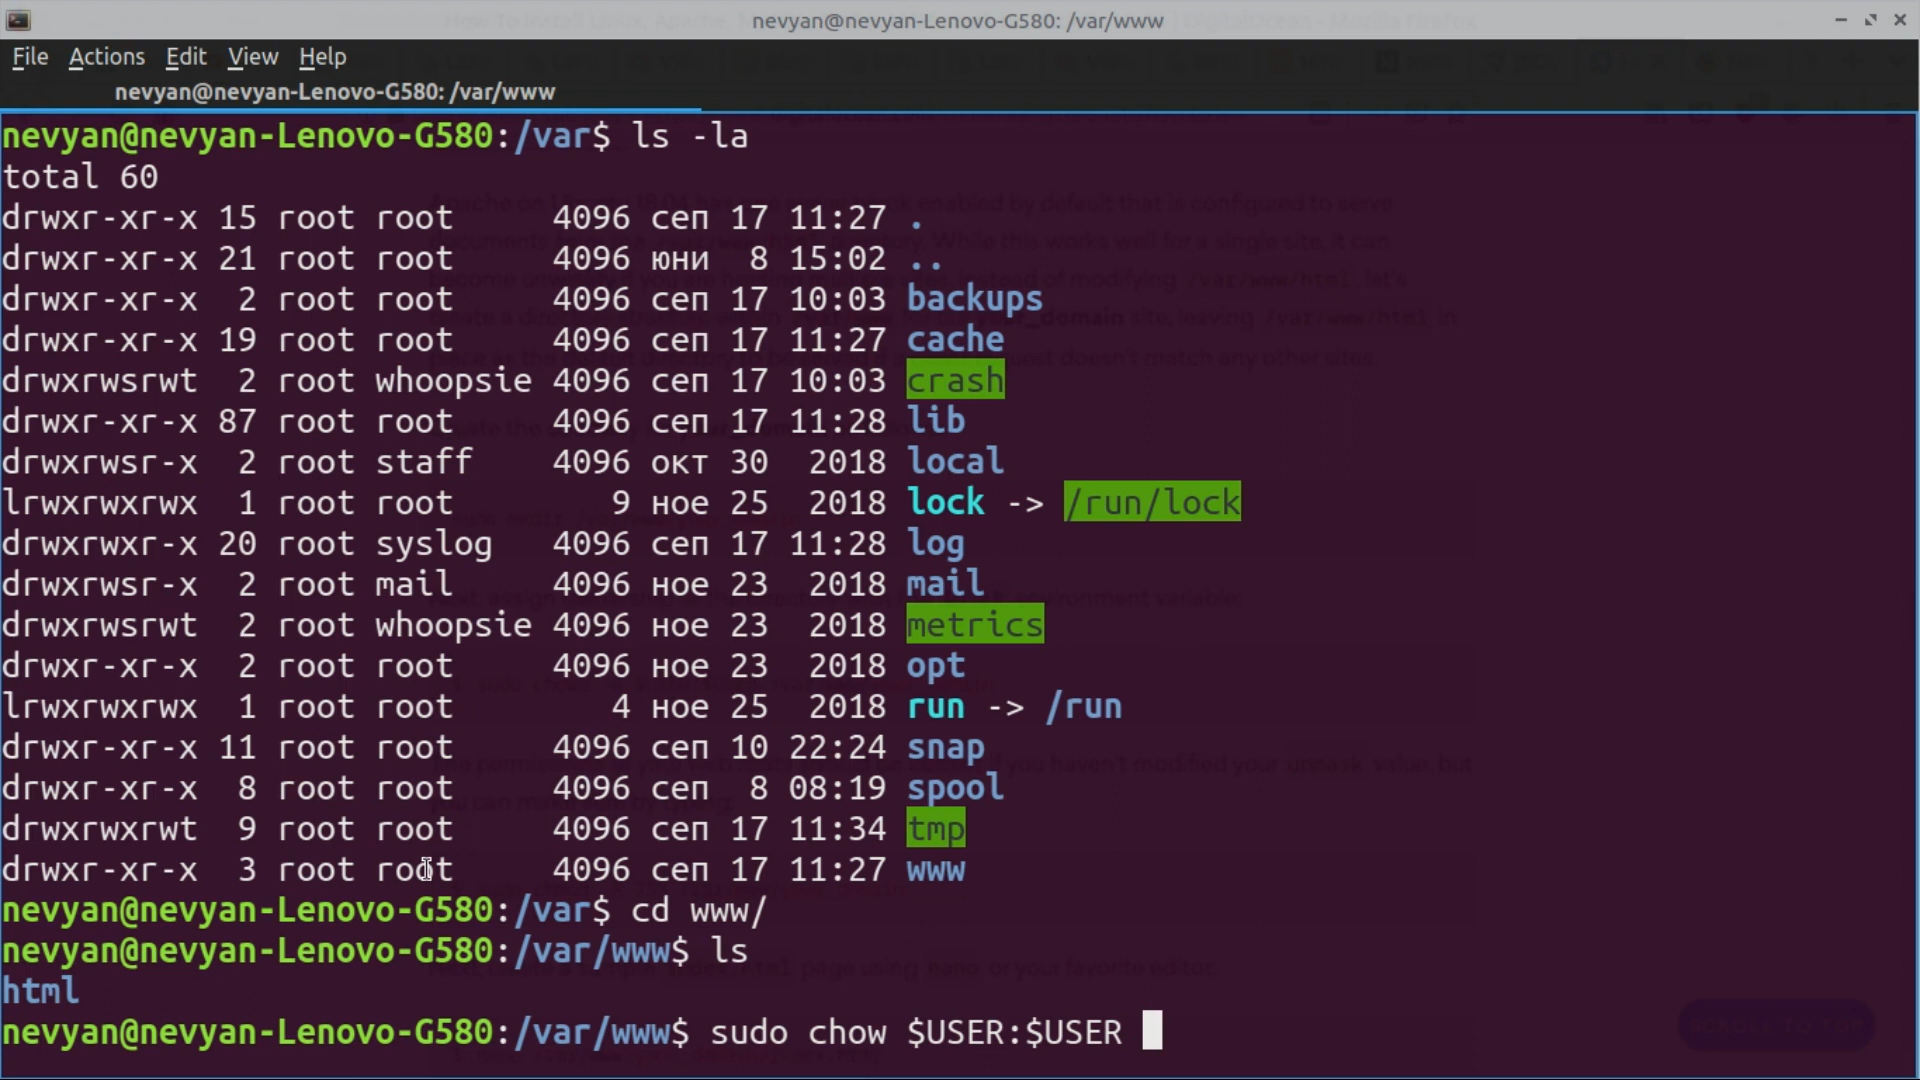 nevyan@nevyan-Lenovo-G580: /var/www
File Actions Edit View Help
nevyan@nevyan-Lenovo-G580: /var/www
nevyan@nevyan-Lenovo-G580:/var$ ls -la
total 60
drwxr-xr-x 15 root root 4096 сеп 17 11:27 .
drwxr-xr-x 21 root root 4096 юни 8 15:02 ..
drwxr-xr-x 2 root root 4096 сеп 17 10:03 backups
drwxr-xr-x 19 root root 4096 сеп 17 11:27 cache
drwxrwsrwt 2 root whoopsie 4096 сеп 17 10:03 crash
drwxr-xr-x 87 root root 4096 сеп 17 11:28 lib
drwxrwsr-x 2 root staff 4096 окт 30 2018 local
lrwxrwxrwx 1 root root 9 ное 25 2018 lock -> /run/lock
drwxrwxr-x 20 root syslog 4096 сеп 17 11:28 log
drwxrwsr-x 2 root mail 4096 ное 23 2018 mail
drwxrwsrwt 2 root whoopsie 4096 ное 23 2018 metrics
drwxr-xr-x 2 root root 4096 ное 23 2018 opt
lrwxrwxrwx 1 root root 4 ное 25 2018 run -> /run
drwxr-xr-x 11 root root 4096 сеп 10 22:24 snap
drwxr-xr-x 8 root root 4096 сеп 8 08:19 spool
drwxrwxrwt 9 root root 4096 сеп 17 11:34 tmp
drwxr-xr-x 3 root root 4096 сеп 17 11:27 www
nevyan@nevyan-Lenovo-G580:/var$ cd www/
nevyan@nevyan-Lenovo-G580:/var/www$ ls
html
nevyan@nevyan-Lenovo-G580:/var/www$ sudo chow $USER:$USER